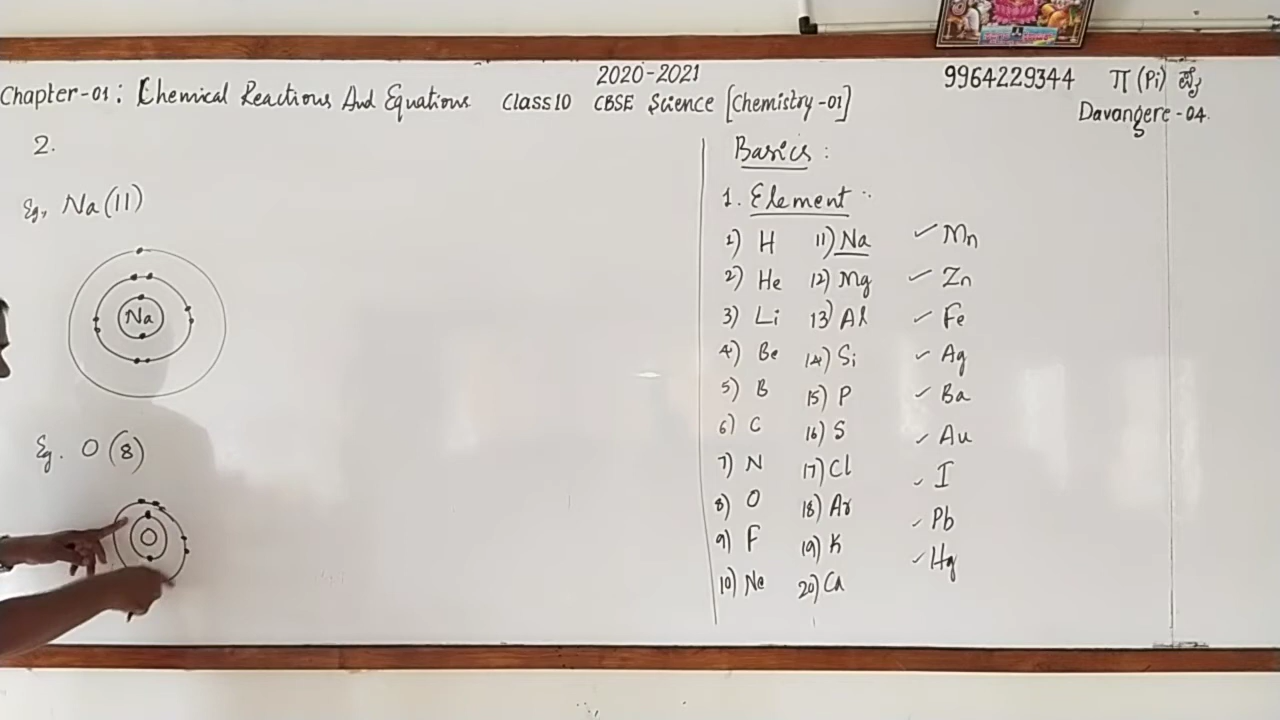 2020-2021
Chapter-01: Chemical Reactions And Equations Class 10 CBSE Science [Chemistry-01]
9964229344 π (Pi)
Davangere-04.
2.
Eg, Na(11)
Na
Eg. O (8)
O
Basics:
1. Element
1) H 11) Na ✓ Mn
2) He 12) Mg ✓ Zn
3) Li 13) Al ✓ Fe
4) Be 14) Si ✓ Ag
5) B 15) P ✓ Ba
6) C 16) S ✓ Au
7) N 17) Cl ✓ I
8) O 18) Ar ✓ Pb
9) F 19) K ✓ Hg
10) Ne 20) Ca